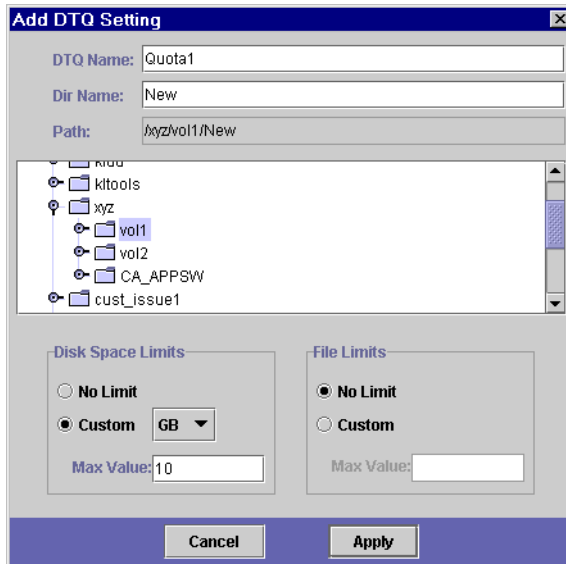 Add DTQ Setting
DTQ Name: Quota1
Dir Name: New
Path: /xyz/vol1/New
kltools
xyz
vol1
vol2
CA_APPSW
cust_issue1
Disk Space Limits File Limits
No Limit No Limit
Custom GB Custom
Max Value: 10 Max Value:
Cancel Apply